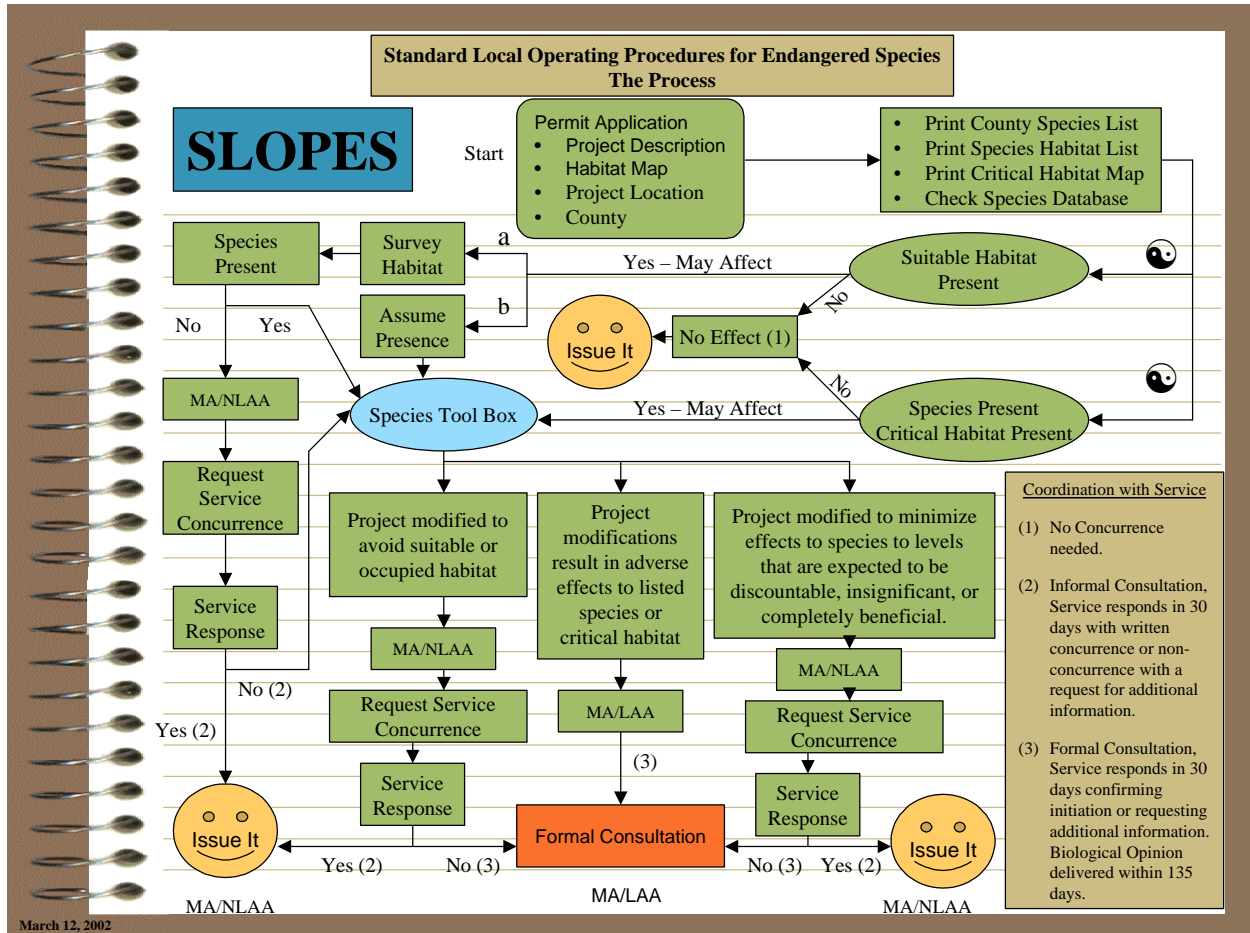 Standard Local Operating Procedures for Endangered Species
The Process
SLOPES
Start
Permit Application
• Project Description
• Habitat Map
• Project Location
• County
• Print County Species List
• Print Species Habitat List
• Print Critical Habitat Map
• Check Species Database
Species
Present
Survey
Habitat
a
Yes – May Affect
Suitable Habitat
Present
b
Assume
Presence
No
Yes
Issue It
No Effect (1)
No
No
MA/NLAA
Species Tool Box
Yes – May Affect
Species Present
Critical Habitat Present
Request
Service
Concurrence
Service
Response
No (2)
Yes (2)
Issue It
MA/NLAA
Project modified to
avoid suitable or
occupied habitat
MA/NLAA
Request Service
Concurrence
Service
Response
Yes (2)
No (3)
Project
modifications
result in adverse
effects to listed
species or
critical habitat
MA/LAA
(3)
Formal Consultation
MA/LAA
Project modified to minimize
effects to species to levels
that are expected to be
discountable, insignificant, or
completely beneficial.
MA/NLAA
Request Service
Concurrence
Service
Response
No (3)
Yes (2)
Issue It
MA/NLAA
Coordination with Service
(1) No Concurrence
needed.
(2) Informal Consultation,
Service responds in 30
days with written
concurrence or non-
concurrence with a
request for additional
information.
(3) Formal Consultation,
Service responds in 30
days confirming
initiation or requesting
additional information.
Biological Opinion
delivered within 135
days.
March 12, 2002